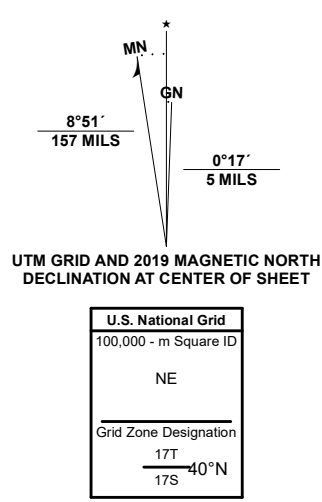 MN
GN
8°51´
157 MILS
0°17´
5 MILS
UTM GRID AND 2019 MAGNETIC NORTH
DECLINATION AT CENTER OF SHEET
U.S. National Grid
100,000 - m Square ID
NE
Grid Zone Designation
17T
40°N
17S